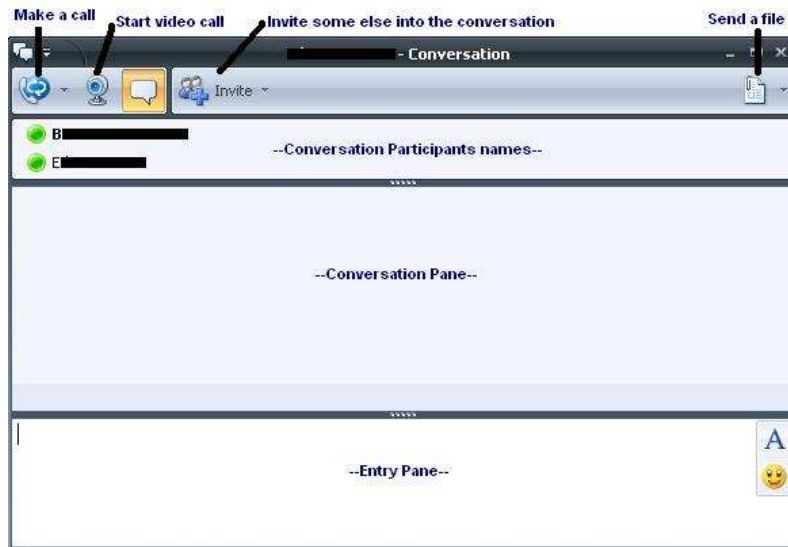 Make a call
Start video call
Invite some else into the conversation
Send a file
- Conversation
Invite
B
--Conversation Participants names--
E
--Conversation Pane--
--Entry Pane--
A